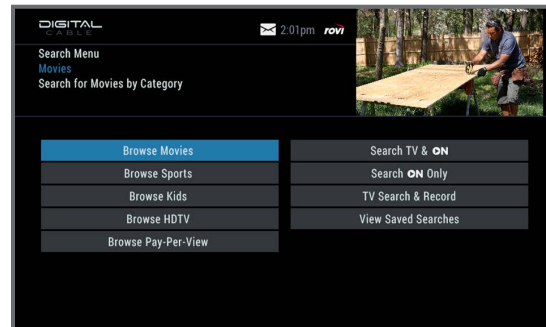 DIGITAL
CABLE
2:01pm rovi
Search Menu
Movies
Search for Movies by Category
Browse Movies
Browse Sports
Browse Kids
Browse HDTV
Browse Pay-Per-View
Search TV & ON
Search ON Only
TV Search & Record
View Saved Searches